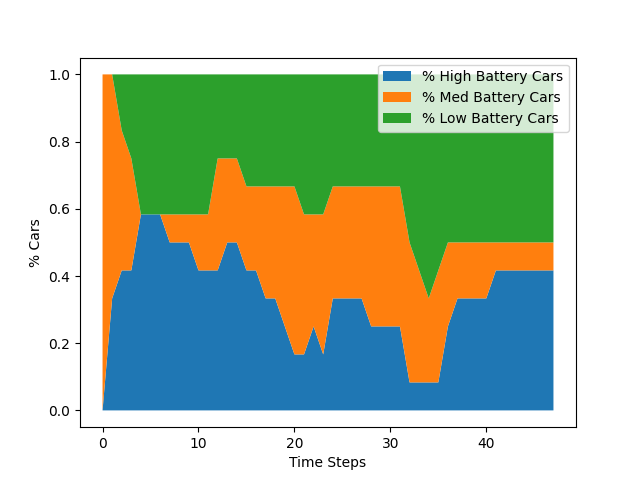 1.0
0.8
0.6
0.4
0.2
0.0
% Cars
% High Battery Cars
% Med Battery Cars
% Low Battery Cars
0 10 20 30 40
Time Steps